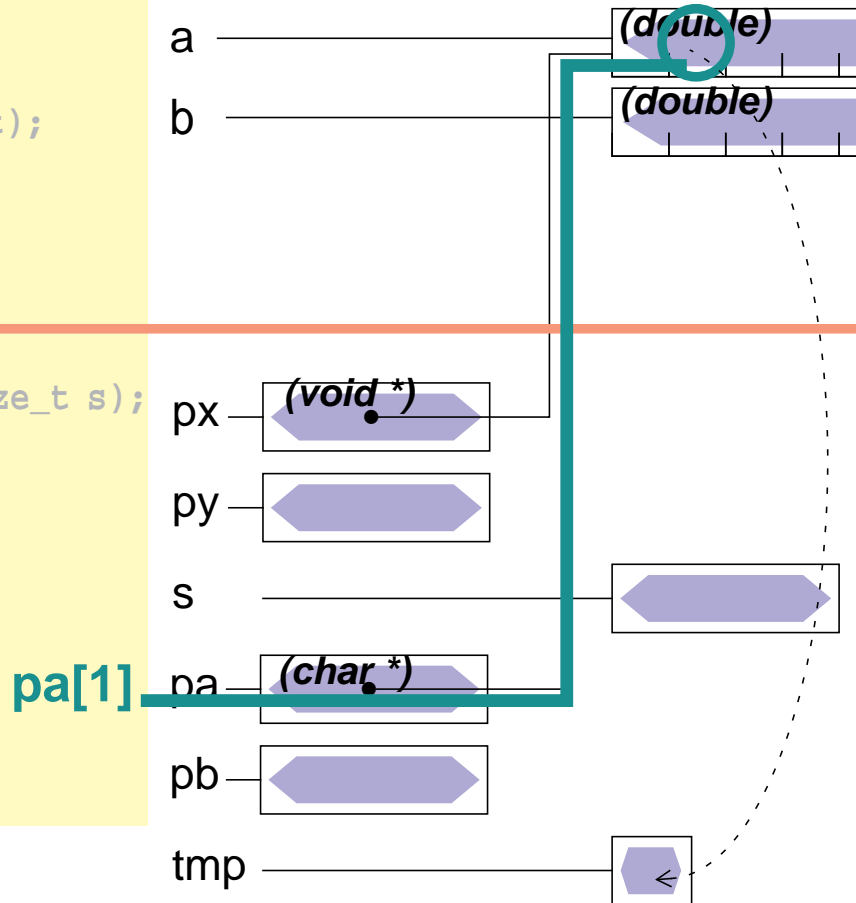 a (double)
b (double)
t);
ze_t s);
px (void *)
py
s
pa[1] pa (char *)
pb
tmp